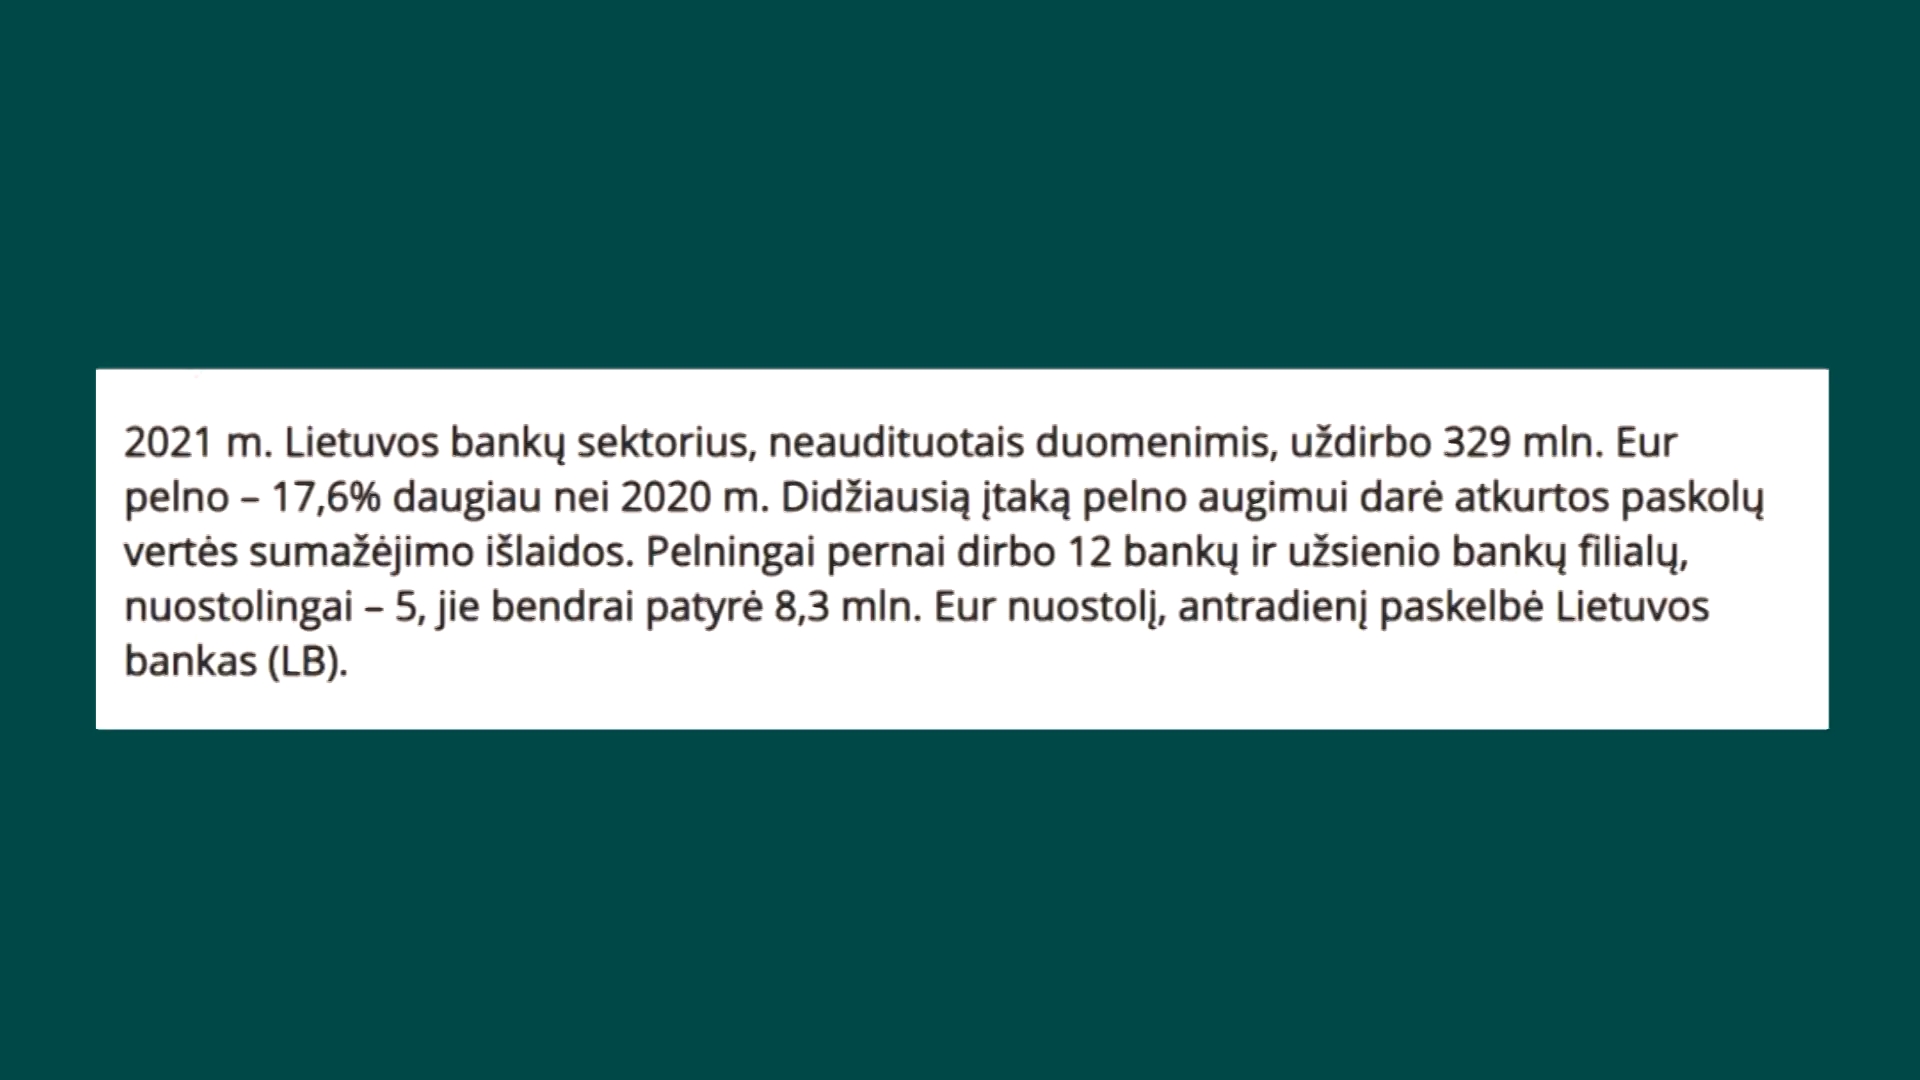 2021 m. Lietuvos bankų sektorius, neaudituotais duomenimis, uždirbo 329 mln. Eur
pelno – 17,6% daugiau nei 2020 m. Didžiausią įtaką pelno augimui darė atkurtos paskolų
vertės sumažėjimo išlaidos. Pelningai pernai dirbo 12 bankų ir užsienio bankų filialų,
nuostolingai – 5, jie bendrai patyrė 8,3 mln. Eur nuostolį, antradienį paskelbė Lietuvos
bankas (LB).